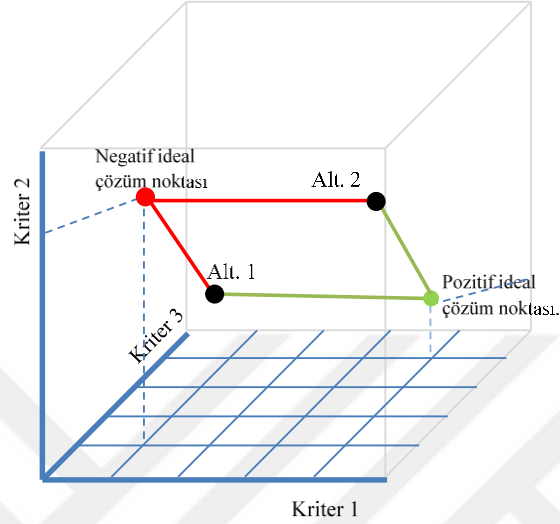 Negatif ideal
çözüm noktası
Alt. 2
Kriter 2
Alt. 1
Pozitif ideal
çözüm noktası.
Kriter 3
Kriter 1